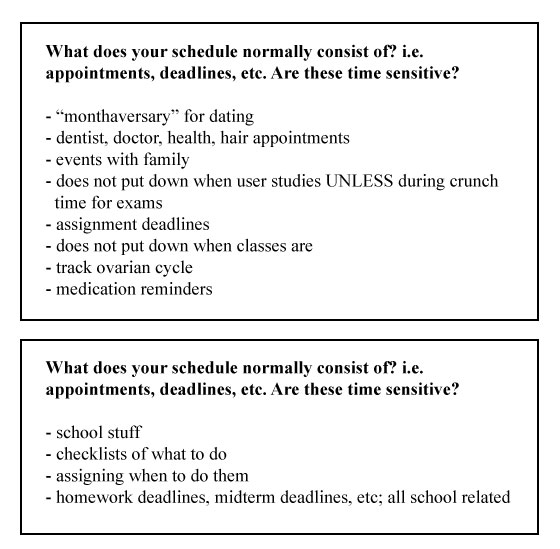 What does your schedule normally consist of? i.e.
appointments, deadlines, etc. Are these time sensitive?
- “monthaversary” for dating
- dentist, doctor, health, hair appointments
- events with family
- does not put down when user studies UNLESS during crunch
time for exams
- assignment deadlines
- does not put down when classes are
- track ovarian cycle
- medication reminders
What does your schedule normally consist of? i.e.
appointments, deadlines, etc. Are these time sensitive?
- school stuff
- checklists of what to do
- assigning when to do them
- homework deadlines, midterm deadlines, etc; all school related